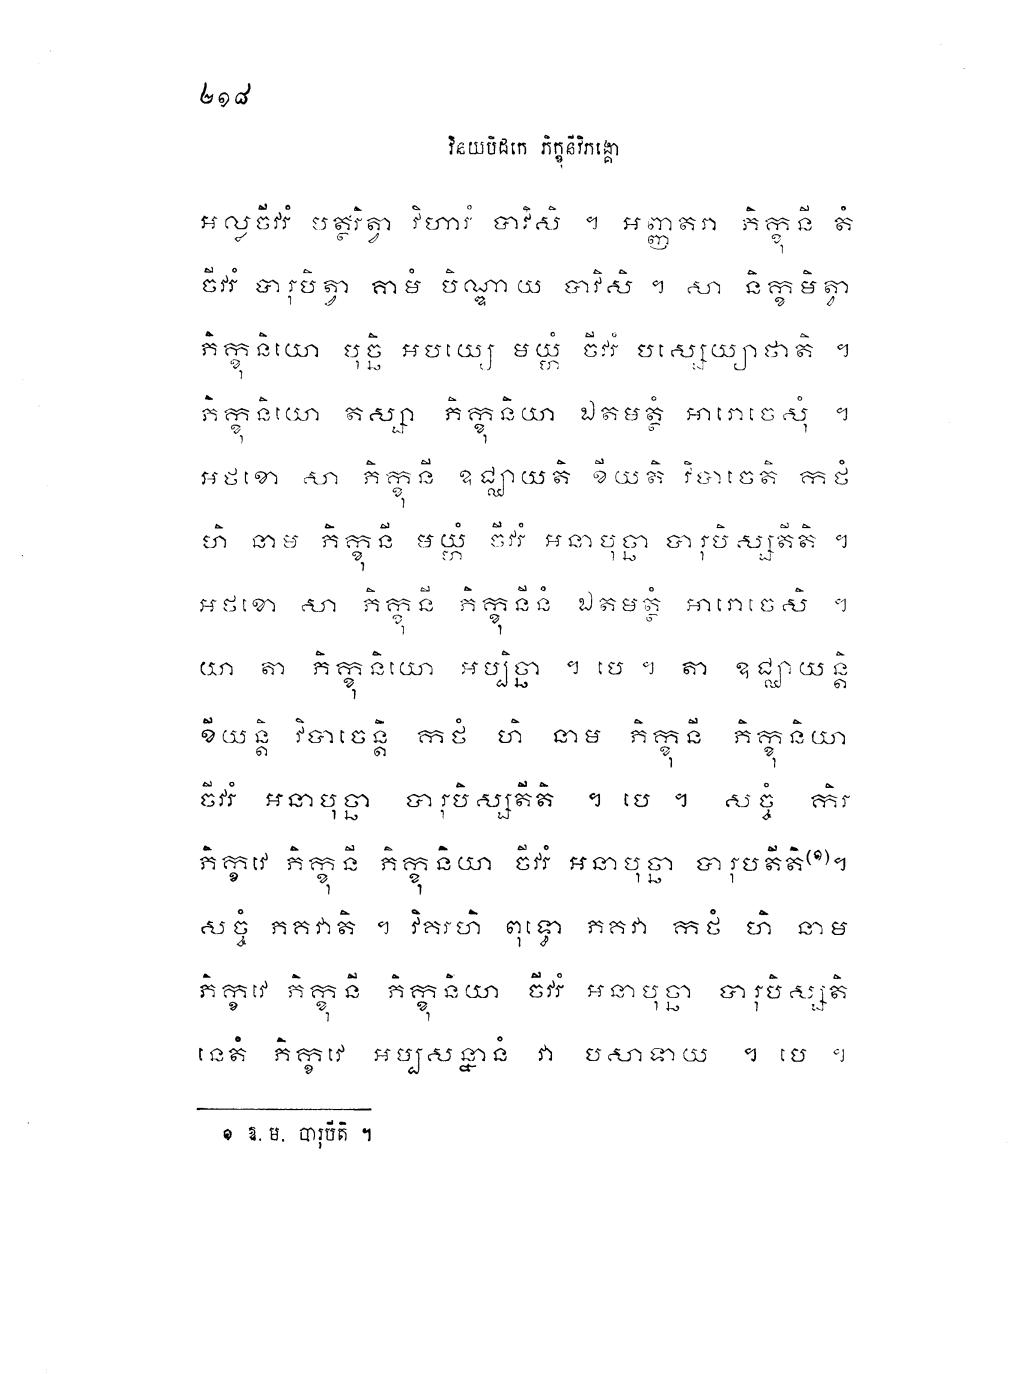 ២១៨
វិនយបិដកេ ភិក្ខុនីវិភង្គោ
អល្លចីវរំ បត្ថរិត្វា វិហារំ បាវិសិ ។ អញ្ញតរា ភិក្ខុនី តំ
ចីវរំ បារុបិត្វា គាមំ បិណ្ឌាយ បាវិសិ ។ សា និក្ខមិត្វា
ភិក្ខុនិយោ បុច្ឆិ អបយ្យេ មយ្ហំ ចីវរំ បស្សេយ្យាថាតិ ។
ភិក្ខុនិយោ តស្សា ភិក្ខុនិយា ឯតមត្ថំ អារោចេសុំ ។
អថខោ សា ភិក្ខុនី ឧជ្ឈាយតិ ខីយតិ វិបាចេតិ កថំ
ហិ នាម ភិក្ខុនី មយ្ហំ ចីវរំ អនាបុច្ឆា បារុបិស្សតីតិ ។
អថខោ សា ភិក្ខុនី ភិក្ខុនីនំ ឯតមត្ថំ អារោចេសិ ។
យា តា ភិក្ខុនិយោ អប្បិច្ឆា ។ បេ ។ តា ឧជ្ឈាយន្តិ
ខីយន្តិ វិបាចេន្តិ កថំ ហិ នាម ភិក្ខុនី ភិក្ខុនិយា
ចីវរំ អនាបុច្ឆា បារុបិស្សតីតិ ។ បេ ។ សច្ចំ កិរ
ភិក្ខវេ ភិក្ខុនី ភិក្ខុនិយា ចីវរំ អនាបុច្ឆា បារុបតីតិ(១)។
សច្ចំ ភគវាតិ ។ វិគរហិ ពុទ្ធោ ភគវា កថំ ហិ នាម
ភិក្ខវេ ភិក្ខុនី ភិក្ខុនិយា ចីវរំ អនាបុច្ឆា បារុបិស្សតិ
នេតំ ភិក្ខវេ អប្បសន្នានំ វា បសាទាយ ។ បេ ។
១ ឱ. ម. បារុបីតិ ។